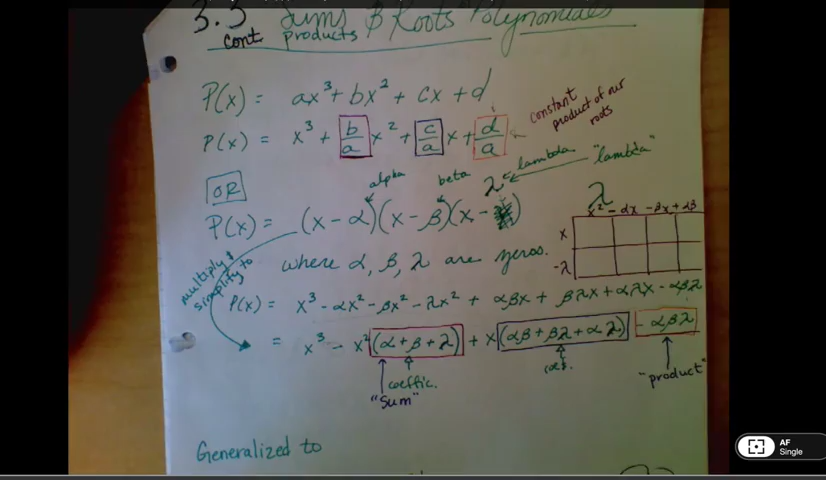 3.3 Sums & Roots Polynomials
cont products
P(x) = ax³ + bx² + cx + d
P(x) = x³ + b/a x² + c/a x + d/a
constant
product of our
roots
OR
alpha beta λ lambda "lambda"
P(x) = (x - α)(x - β)(x - )
λ
x² - αx - βx + αβ
x
-λ
where α, β, λ are zeros.
multiply &
simplify to
P(x) = x³ - αx² - βx² - λx² + αβx + βλx + αλx - αβλ
= x³ - x²(α + β + λ) + x(αβ + βλ + αλ) - αβλ
coeffic. coef. "product"
"Sum"
Generalized to
AF
Single